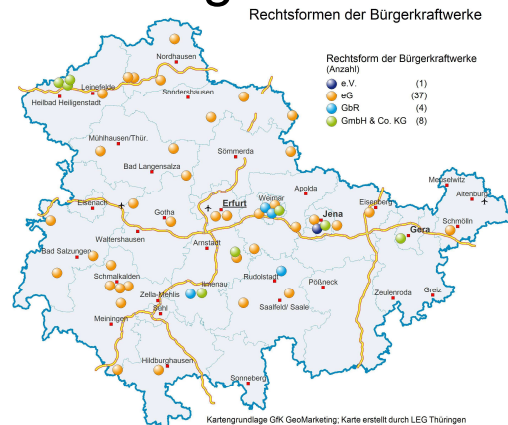 g
Rechtsformen der Bürgerkraftwerke
Rechtsform der Bürgerkraftwerke
(Anzahl)
e.V. (1)
eG (37)
GbR (4)
GmbH & Co. KG (8)
Nordhausen
Leinefelde
Heilbad Heiligenstadt
Sondershausen
Mühlhausen/Thür.
Sömmerda
Bad Langensalza
Apolda
Meuselwitz
Altenburg
Eisenach
Erfurt
Weimar
Eisenberg
Gotha
Jena
Gera
Schmölln
Waltershausen
Arnstadt
Bad Salzungen
Schmalkalden
Rudolstadt
Pößneck
Zella-Mehlis
Ilmenau
Zeulenroda
Greiz
Suhl
Saalfeld/ Saale
Meiningen
Hildburghausen
Sonneberg
Kartengrundlage GfK GeoMarketing; Karte erstellt durch LEG Thüringen